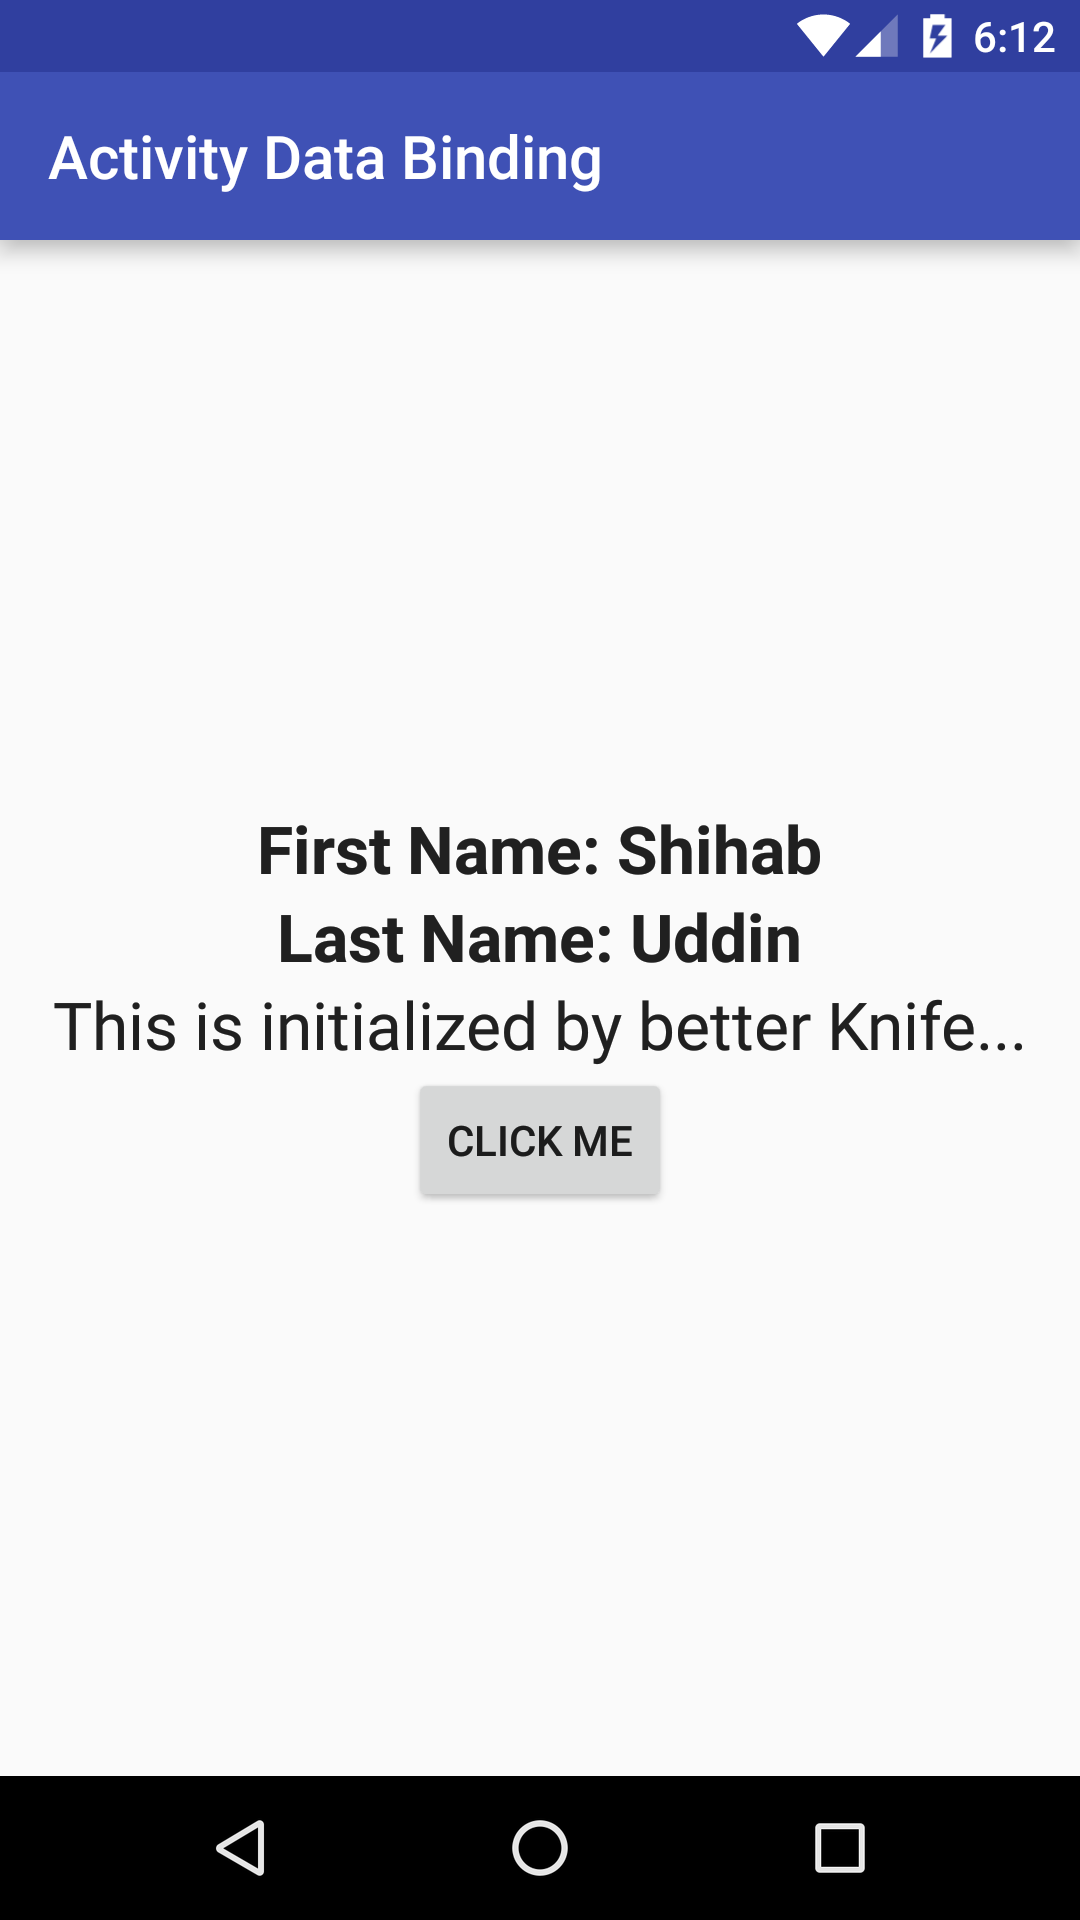 6:12
Activity Data Binding
First Name: Shihab
Last Name: Uddin
This is initialized by better Knife...
CLICK ME